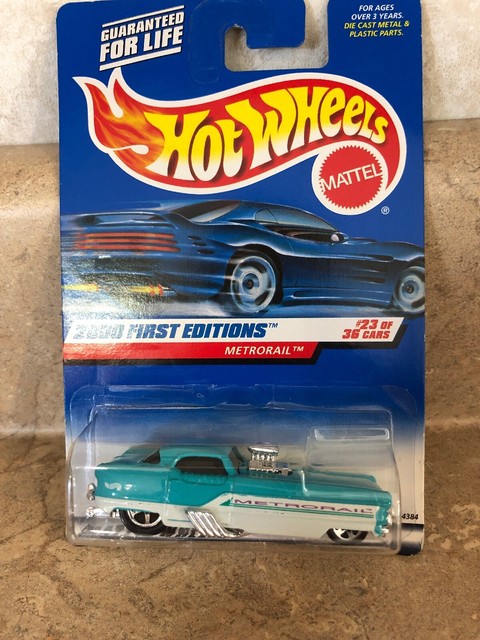 GUARANTEED
FOR LIFE
FOR AGES
OVER 3 YEARS.
DIE CAST METAL &
PLASTIC PARTS.
HOT WHEELS
MATTEL
®
2000 FIRST EDITIONS™
#23 OF
36 CARS
METRORAIL™
METRORAIL
4384